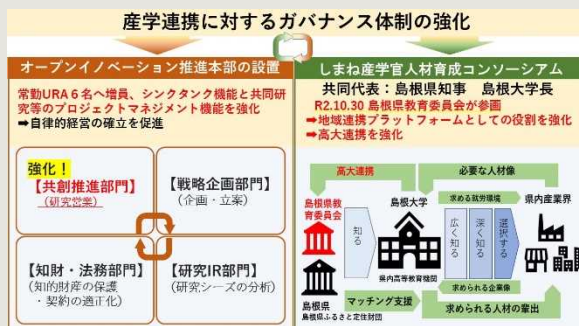 産学連携に対するガバナンス体制の強化
オープンイノベーション推進本部の設置
常勤URA６名へ増員、シンクタンク機能と共同研
究等のプロジェクトマネジメント機能を強化
➡自律的経営の確立を促進
強化！
【共創推進部門】
(研究営業)
【戦略企画部門】
(企画・立案)
【知財・法務部門】
(知的財産の保護
・契約の適正化)
【研究IR部門】
(研究シーズの分析)
しまね産学官人材育成コンソーシアム
共同代表：島根県知事　島根大学長
R2.10.30 島根県教育委員会が参画
➡地域連携プラットフォームとしての役割を強化
➡高大連携を強化
高大連携
必要な人材像
島根県教
育委員会
島根大学
求める就労環境
県内産業界
知る
広く知る
深く知る
選択する
県内高等教育機関
島根県
島根県ふるさと定住財団
マッチング支援
求められる企業像
求められる人材の輩出